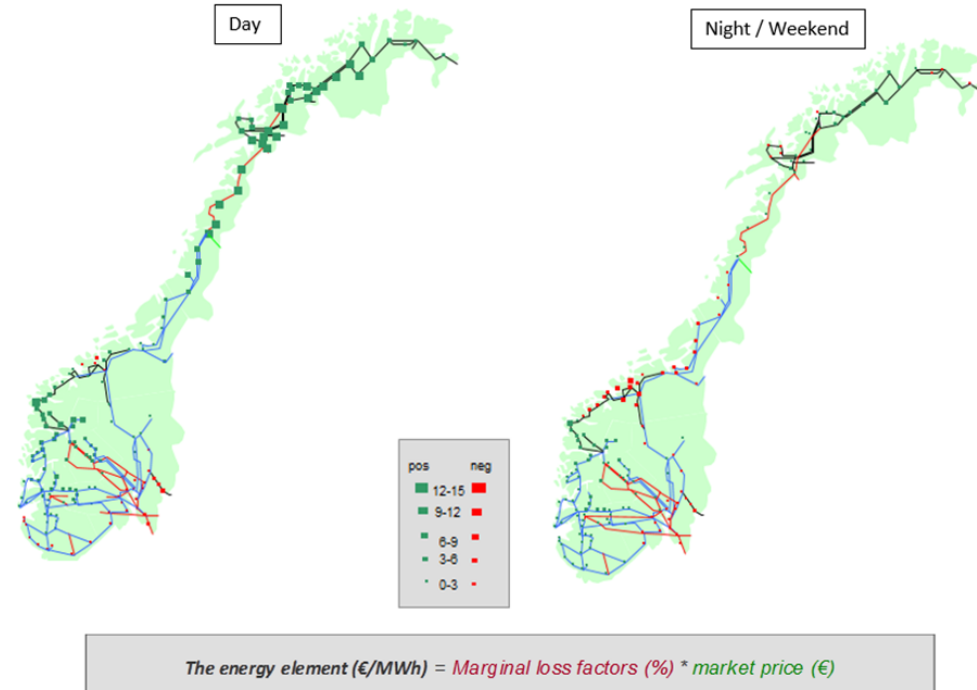 Day
Night / Weekend
pos neg
12-15
9-12
6-9
3-6
0-3
The energy element (€/MWh) = Marginal loss factors (%) * market price (€)